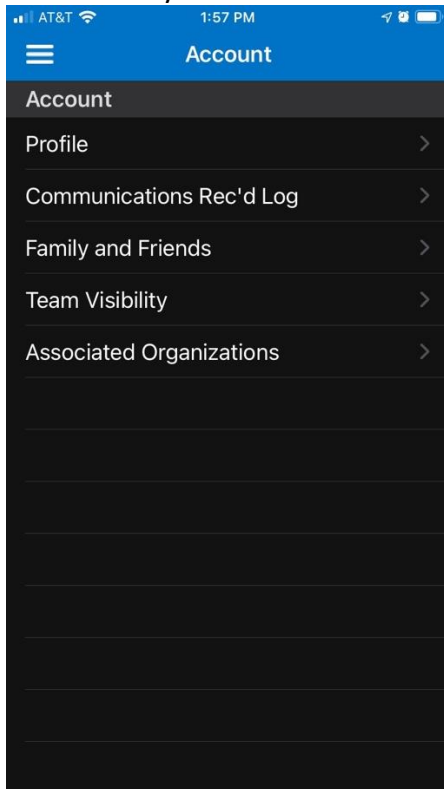 AT&T 1:57 PM
Account
Account
Profile
Communications Rec'd Log
Family and Friends
Team Visibility
Associated Organizations